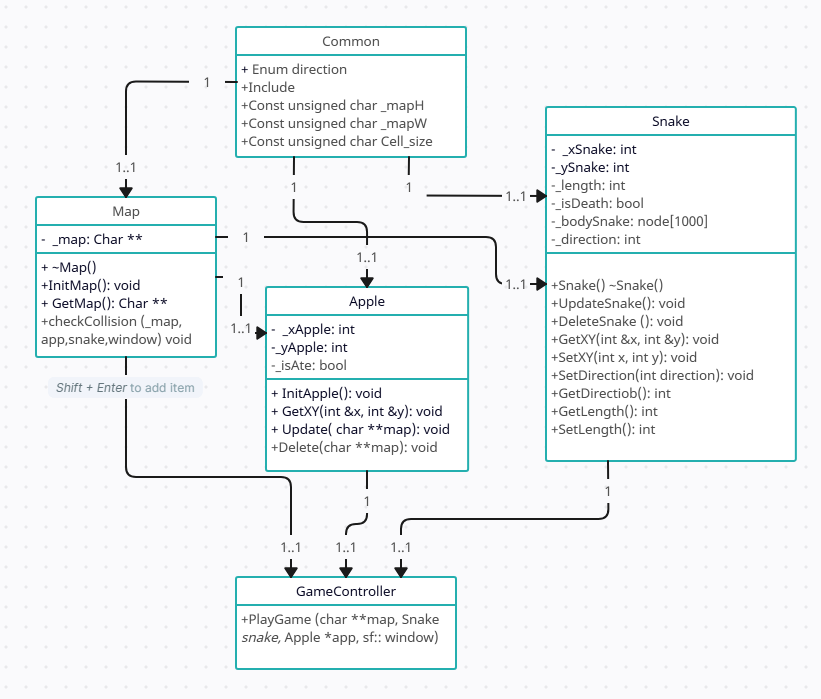 Common
+ Enum direction
+Include
+Const unsigned char _mapH
+Const unsigned char _mapW
+Const unsigned char Cell_size
1
1..1
1
1
1..1
1..1
Map
- _map: Char **
+ ~Map()
+InitMap(): void
+ GetMap(): Char **
+checkCollision (_map,
app,snake,window) void
1
1..1
1
1..1
Shift + Enter to add item
Snake
- _xSnake: int
-_ySnake: int
-_length: int
-_isDeath: bool
-_bodySnake: node[1000]
-_direction: int
+Snake() ~Snake()
+UpdateSnake(): void
+DeleteSnake (): void
+GetXY(int &x, int &y): void
+SetXY(int x, int y): void
+SetDirection(int direction): void
+GetDirectiob(): int
+GetLength(): int
+SetLength(): int
Apple
- _xApple: int
-_yApple: int
-_isAte: bool
+ InitApple(): void
+ GetXY(int &x, int &y): void
+ Update( char **map): void
+Delete(char **map): void
1
1
1..1
1..1
1..1
GameController
+PlayGame (char **map, Snake
snake, Apple *app, sf:: window)